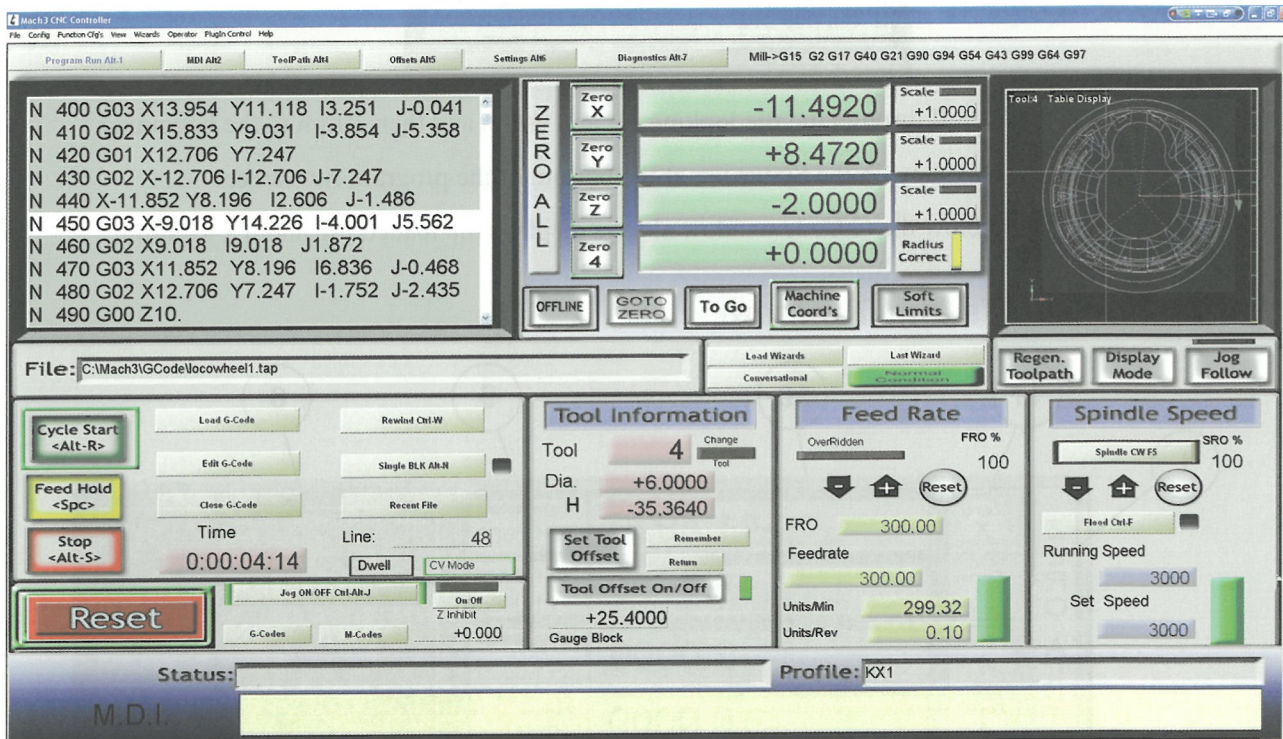 Mach3 CNC Controller
File Config Function Cfg's View Wizards Operator PlugIn Control Help
Program Run Alt-1 MDI Alt2 ToolPath Alt4 Offsets Alt5 Settings Alt6 Diagnostics Alt-7 Mill->G15 G2 G17 G40 G21 G90 G94 G54 G43 G99 G64 G97
N 400 G03 X13.954 Y11.118 I3.251 J-0.041
N 410 G02 X15.833 Y9.031 I-3.854 J-5.358
N 420 G01 X12.706 Y7.247
N 430 G02 X-12.706 I-12.706 J-7.247
N 440 X-11.852 Y8.196 I2.606 J-1.486
N 450 G03 X-9.018 Y14.226 I-4.001 J5.562
N 460 G02 X9.018 I9.018 J1.872
N 470 G03 X11.852 Y8.196 I6.836 J-0.468
N 480 G02 X12.706 Y7.247 I-1.752 J-2.435
N 490 G00 Z10.
ZERO ALL
Zero X -11.4920 Scale +1.0000
Zero Y +8.4720 Scale +1.0000
Zero Z -2.0000 Scale +1.0000
Zero 4 +0.0000 Radius Correct
OFFLINE GOTO ZERO To Go Machine Coord's Soft Limits
Tool:4 Table Display
File: C:\Mach3\GCode\locowheel1.tap
Load Wizards Last Wizard
Conversational Normal Condition
Regen. Toolpath Display Mode Jog Follow
Cycle Start <Alt-R>
Feed Hold <Spc>
Stop <Alt-S>
Load G-Code Rewind Ctrl-W
Edit G-Code Single BLK Alt-N
Close G-Code Recent File
Time Line: 48
0:00:04:14 Dwell CV Mode
Reset
Jog ON/OFF Ctrl-Alt-J
On/Off
Z Inhibit
G-Codes M-Codes +0.000
Tool Information
Tool 4 Change Tool
Dia. +6.0000
H -35.3640
Set Tool Offset Remember
Return
Tool Offset On/Off
+25.4000
Gauge Block
Feed Rate
OverRidden FRO %
100
Reset
FRO 300.00
Feedrate
300.00
Units/Min 299.32
Units/Rev 0.10
Spindle Speed
Spindle CW F5 SRO %
100
Reset
Flood Ctrl-F
Running Speed
3000
Set Speed
3000
Status:
Profile: KX1
M.D.I.